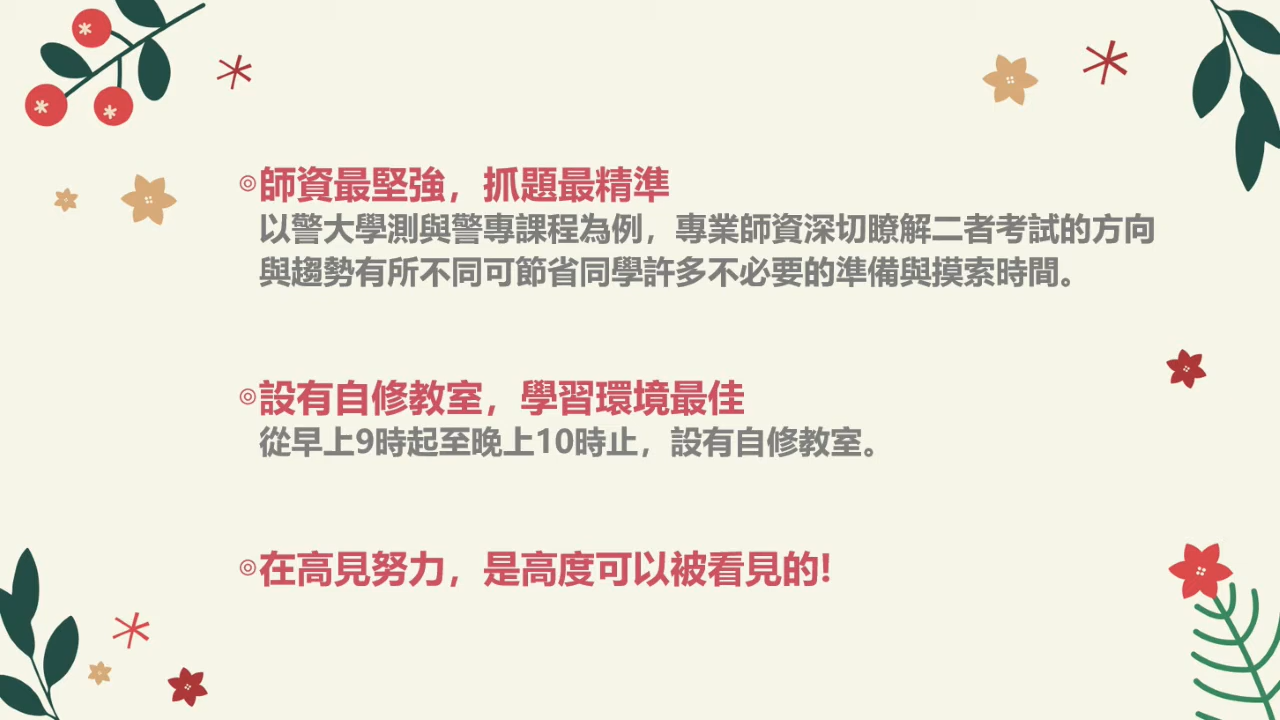 ◎師資最堅強，抓題最精準
以警大學測與警專課程為例，專業師資深切瞭解二者考試的方向
與趨勢有所不同可節省同學許多不必要的準備與摸索時間。
◎設有自修教室，學習環境最佳
從早上9時起至晚上10時止，設有自修教室。
◎在高見努力，是高度可以被看見的!